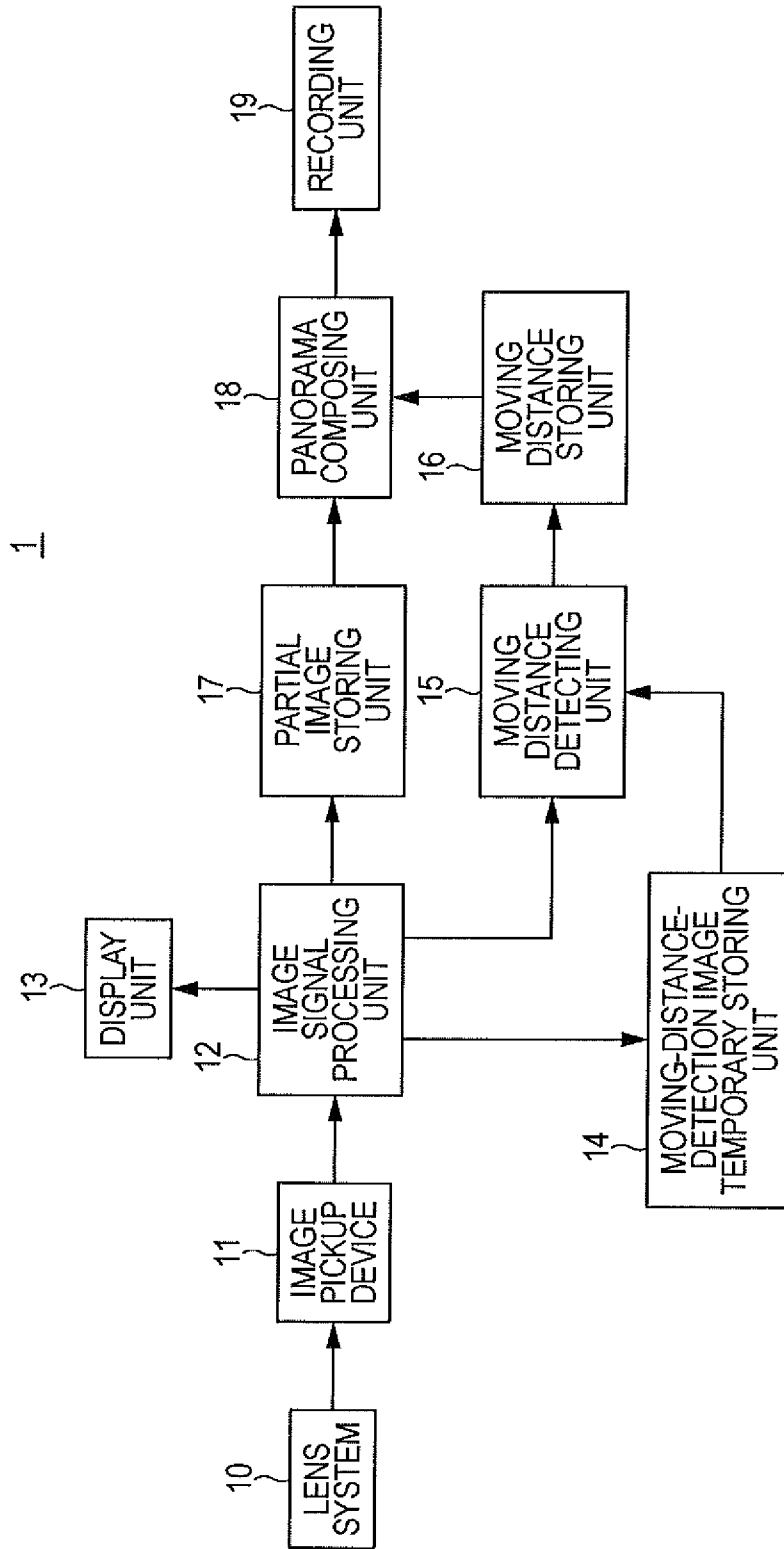 1
10
LENS
SYSTEM
11
IMAGE
PICKUP
DEVICE
12
IMAGE
SIGNAL
PROCESSING
UNIT
13
DISPLAY
UNIT
17
PARTIAL
IMAGE
STORING
UNIT
18
PANORAMA
COMPOSING
UNIT
19
RECORDING
UNIT
15
MOVING
DISTANCE
DETECTING
UNIT
16
MOVING
DISTANCE
STORING
UNIT
14
MOVING-DISTANCE-
DETECTION IMAGE
TEMPORARY STORING
UNIT